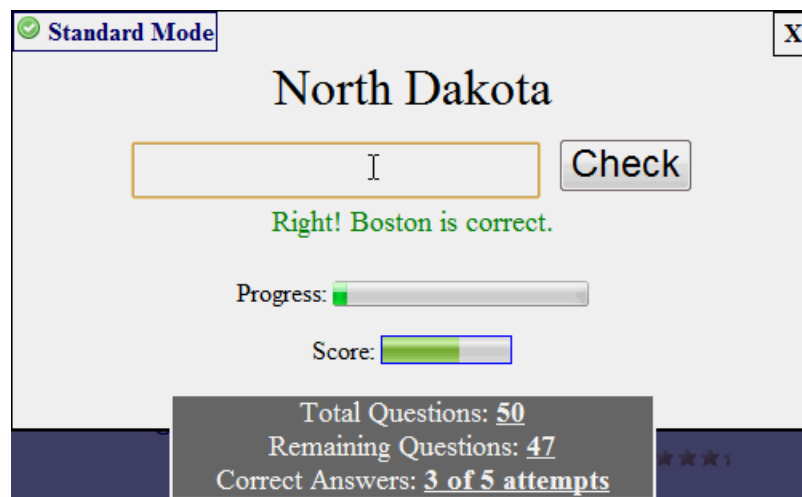 Standard Mode
X
North Dakota
Check
Right! Boston is correct.
Progress:
Score:
Total Questions: 50
Remaining Questions: 47
Correct Answers: 3 of 5 attempts